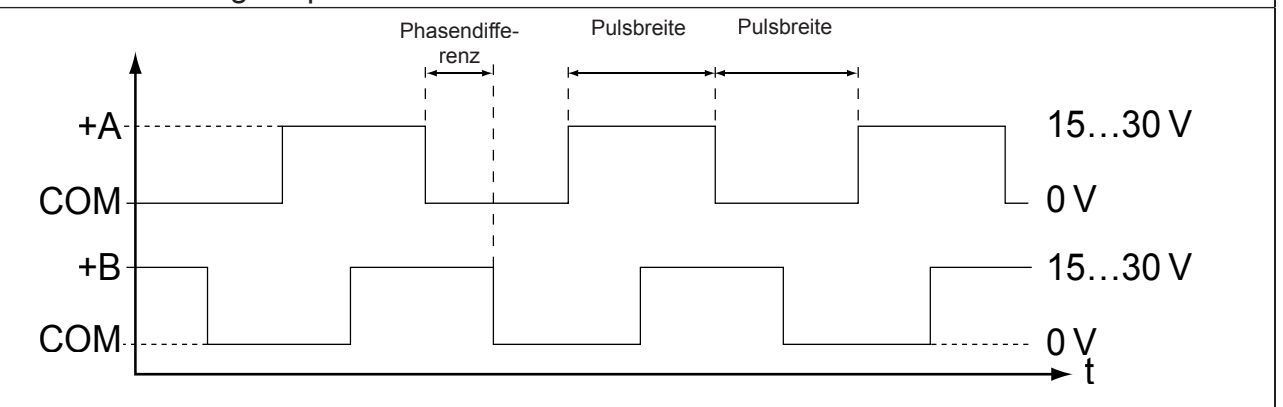 Phasendiffe-
renz
Pulsbreite
Pulsbreite
+A
15...30 V
COM
0 V
+B
15...30 V
COM
0 V
t